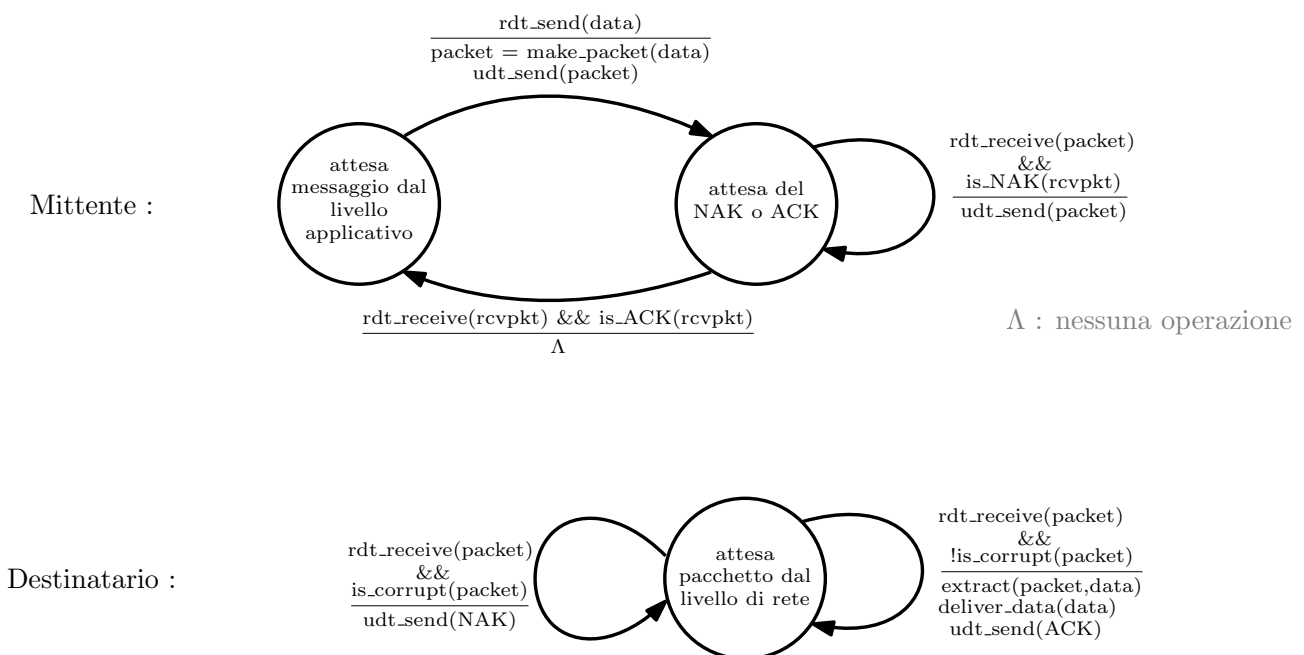 rdt_send(data)
packet = make_packet(data)
udt_send(packet)
Mittente :
attesa
messaggio dal
livello
applicativo
attesa del
NAK o ACK
rdt_receive(packet)
&&
is_NAK(rcvpkt)
udt_send(packet)
rdt_receive(rcvpkt) && is_ACK(rcvpkt)
Λ
Λ : nessuna operazione
Destinatario :
rdt_receive(packet)
&&
is_corrupt(packet)
udt_send(NAK)
attesa
pacchetto dal
livello di rete
rdt_receive(packet)
&&
!is_corrupt(packet)
extract(packet,data)
deliver_data(data)
udt_send(ACK)